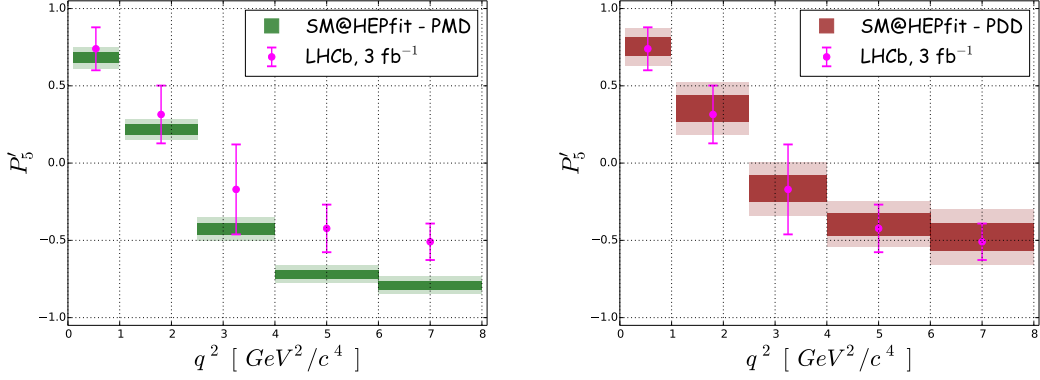 SM@HEPfit - PMD
LHCb, 3 fb⁻¹
1.0
0.5
0.0
−0.5
−1.0
P′₅
0 1 2 3 4 5 6 7 8
q² [ GeV²/c⁴ ]
SM@HEPfit - PDD
LHCb, 3 fb⁻¹
1.0
0.5
0.0
−0.5
−1.0
P′₅
0 1 2 3 4 5 6 7 8
q² [ GeV²/c⁴ ]